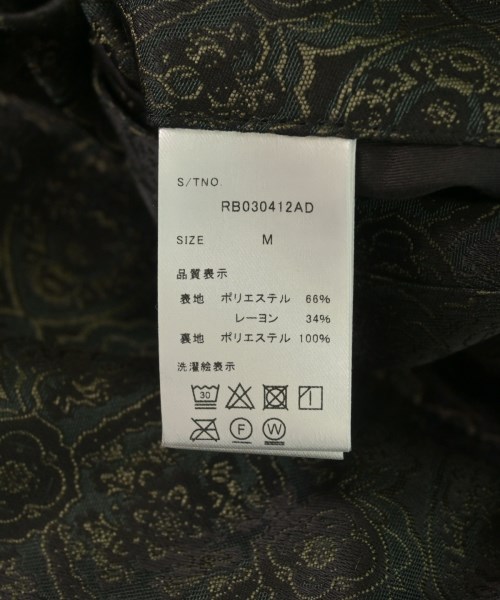 S/TNO.
RB030412AD
SIZE M
品質表示
表地 ポリエステル 66%
レーヨン 34%
裏地 ポリエステル 100%
洗濯絵表示
30
F W